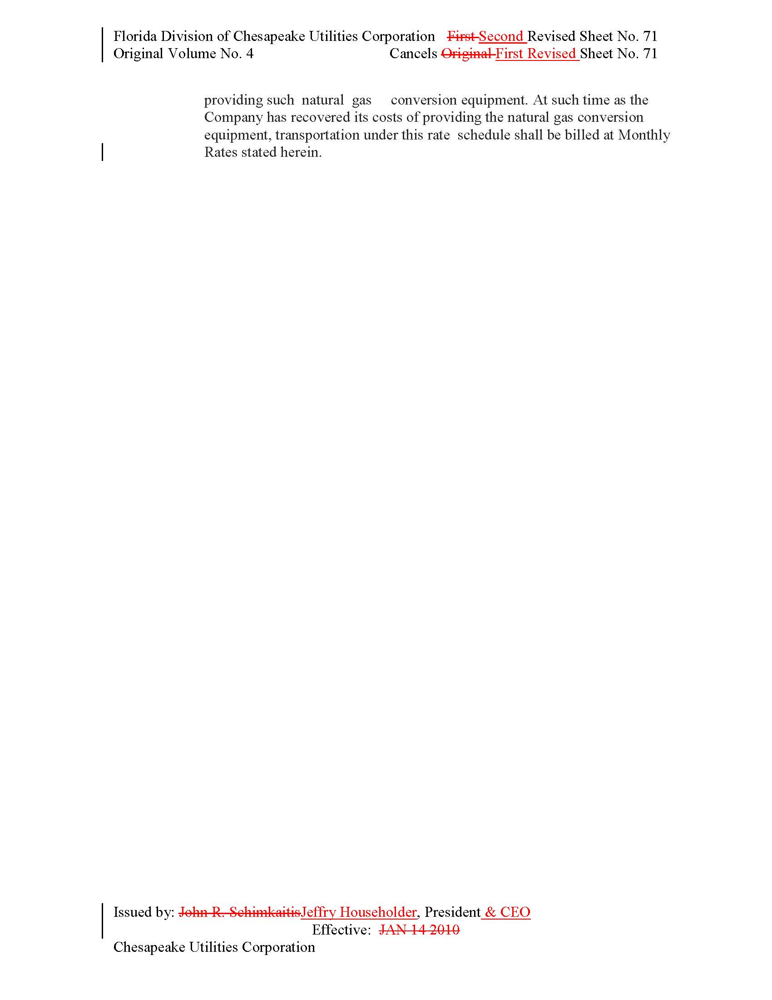 Florida Division of Chesapeake Utilities Corporation First Second Revised Sheet No. 71
Original Volume No. 4 Cancels Original First Revised Sheet No. 71
providing such natural gas conversion equipment. At such time as the
Company has recovered its costs of providing the natural gas conversion
equipment, transportation under this rate schedule shall be billed at Monthly
Rates stated herein.
Issued by: John R. SchimkaitisJeffry Householder, President & CEO
Effective: JAN 14 2010
Chesapeake Utilities Corporation